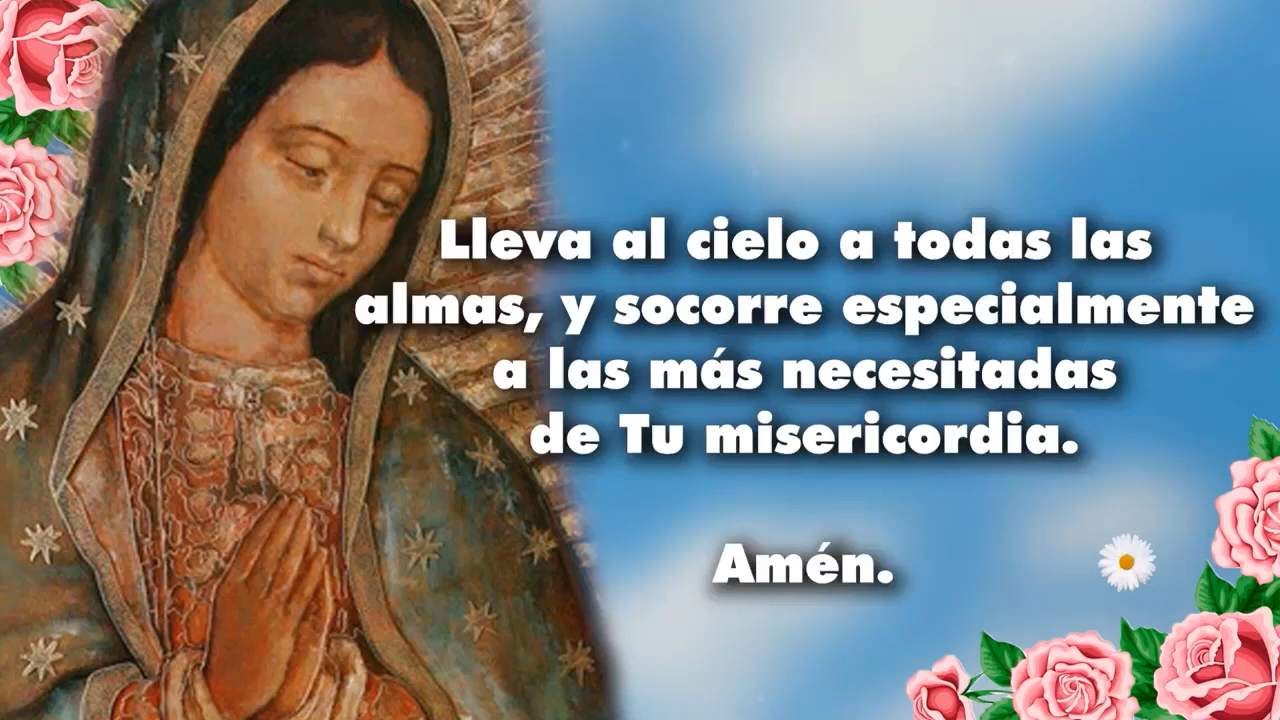 Lleva al cielo a todas las
almas, y socorre especialmente
a las más necesitadas
de Tu misericordia.
Amén.